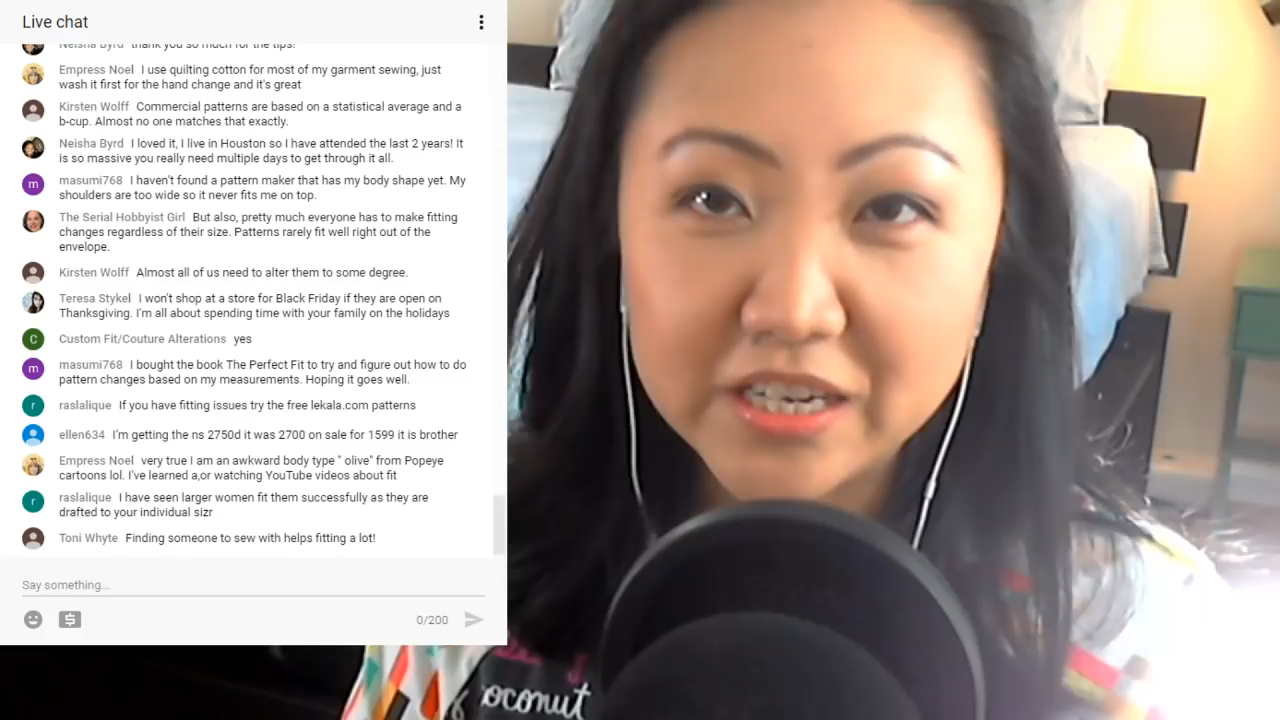 Live chat
Neisha Byrd thank you so much for the tips!
Empress Noel I use quilting cotton for most of my garment sewing, just
wash it first for the hand change and it's great
Kirsten Wolff Commercial patterns are based on a statistical average and a
b-cup. Almost no one matches that exactly.
Neisha Byrd I loved it, I live in Houston so I have attended the last 2 years! It
is so massive you really need multiple days to get through it all.
m
masumi768 I haven't found a pattern maker that has my body shape yet. My
shoulders are too wide so it never fits me on top.
The Serial Hobbyist Girl But also, pretty much everyone has to make fitting
changes regardless of their size. Patterns rarely fit well right out of the
envelope.
Kirsten Wolff Almost all of us need to alter them to some degree.
Teresa Stykel I won't shop at a store for Black Friday if they are open on
Thanksgiving. I'm all about spending time with your family on the holidays
C
Custom Fit/Couture Alterations yes
m
masumi768 I bought the book The Perfect Fit to try and figure out how to do
pattern changes based on my measurements. Hoping it goes well.
r
raslalique If you have fitting issues try the free lekala.com patterns
ellen634 I'm getting the ns 2750d it was 2700 on sale for 1599 it is brother
Empress Noel very true I am an awkward body type " olive" from Popeye
cartoons lol. I've learned a,or watching YouTube videos about fit
r
raslalique I have seen larger women fit them successfully as they are
drafted to your individual sizr
Toni Whyte Finding someone to sew with helps fitting a lot!
Say something...
0/200
oconut